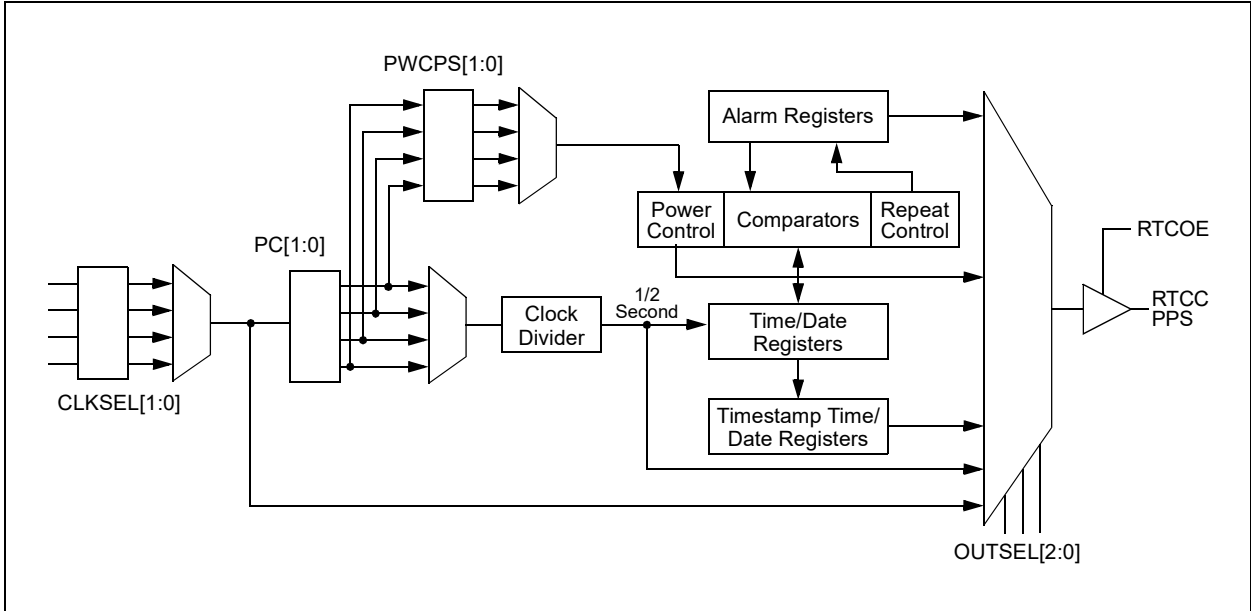 PWCPS[1:0]
Alarm Registers
Power
Control
Comparators
Repeat
Control
RTCOE
PC[1:0]
1/2
Second
Clock
Divider
Time/Date
Registers
RTCC
PPS
CLKSEL[1:0]
Timestamp Time/
Date Registers
OUTSEL[2:0]